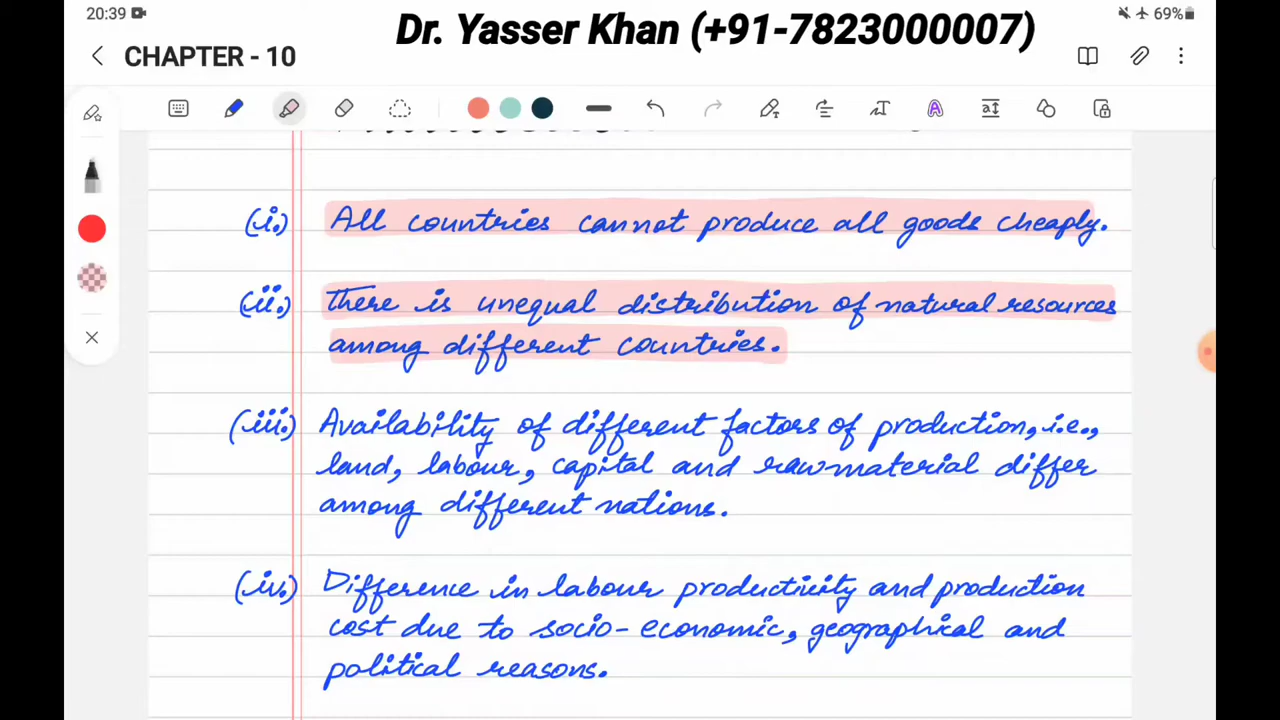 20:39
69%
Dr. Yasser Khan (+91-7823000007)
CHAPTER - 10
(i.) All countries cannot produce all goods cheaply.
(ii.) There is unequal distribution of natural resources
among different countries.
(iii.) Availability of different factors of production, i.e.,
land, labour, capital and rawmaterial differ
among different nations.
(iv.) Difference in labour productivity and production
cost due to socio-economic, geographical and
political reasons.